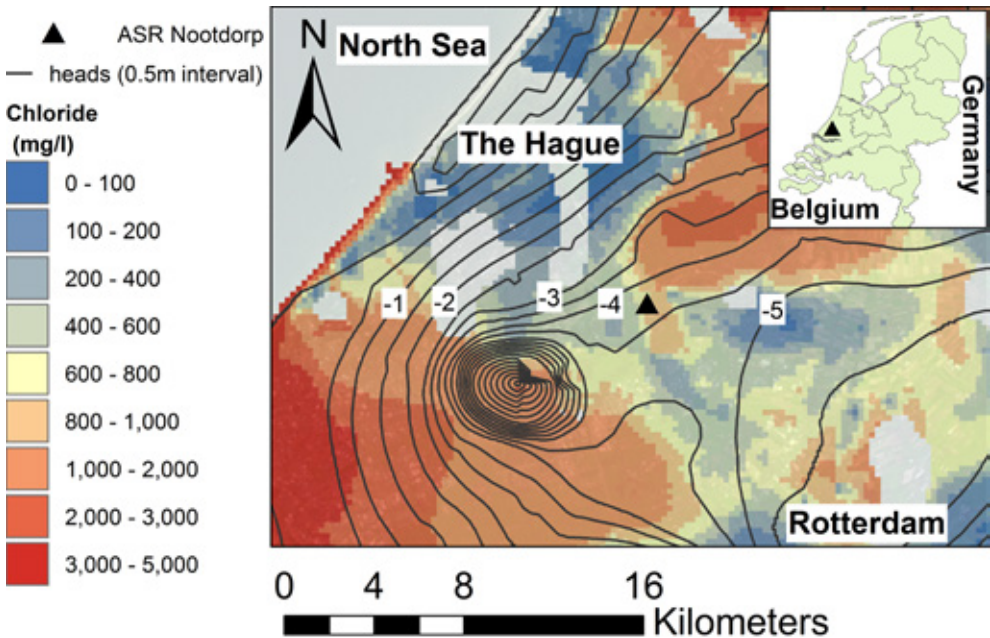 ASR Nootdorp
heads (0.5m interval)
Chloride
(mg/l)
0 - 100
100 - 200
200 - 400
400 - 600
600 - 800
800 - 1,000
1,000 - 2,000
2,000 - 3,000
3,000 - 5,000
N
North Sea
The Hague
-1
-2
-3
-4
-5
Rotterdam
Germany
Belgium
0 4 8 16
Kilometers